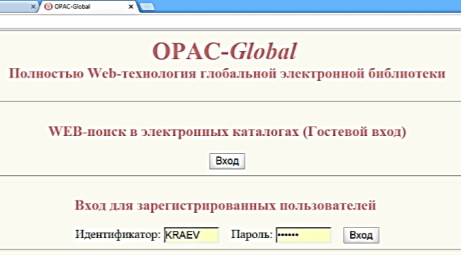 OPAC-Global
OPAC-Global
Полностью Web-технология глобальной электронной библиотеки
WEB-поиск в электронных каталогах (Гостевой вход)
Вход
Вход для зарегистрированных пользователей
Идентификатор: KRAEV Пароль: •••••• Вход